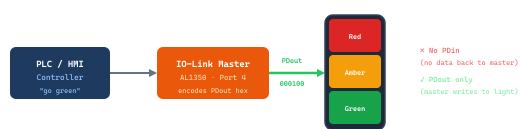 PLC / HMI
Controller
"go green"
IO-Link Master
AL1350 · Port 4
encodes PDout hex
PDout
000100
Red
Amber
Green
✕ No PDin
(no data back to master)
✓ PDout only
(master writes to light)